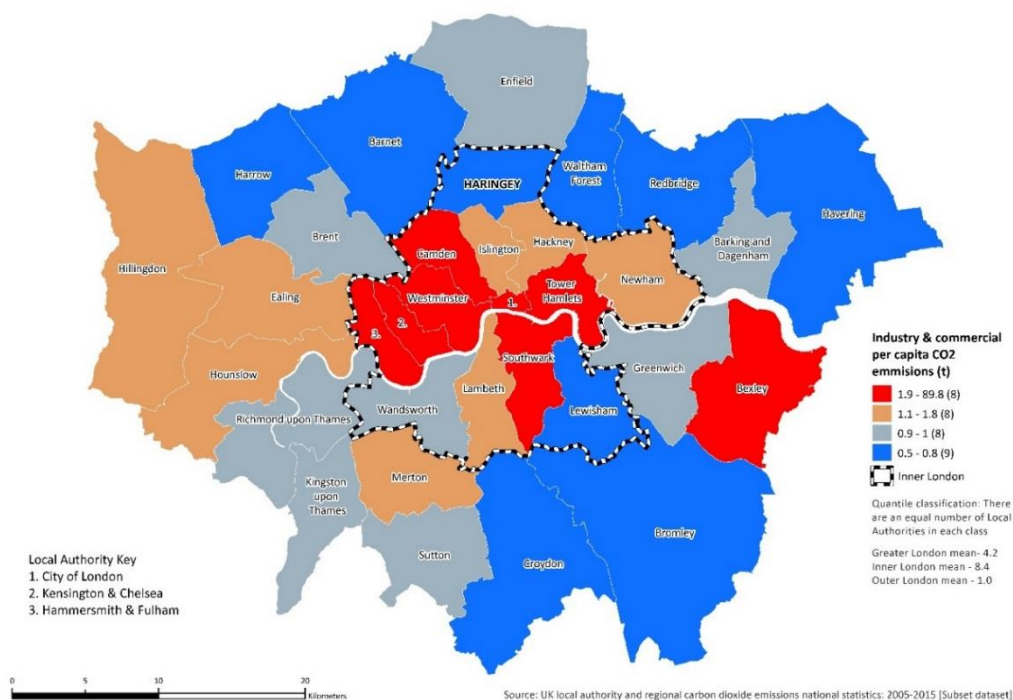 Enfield
Barnet
Harrow
HARINGEY
Waltham
Forest
Redbridge
Havering
Brent
Camden
Islington
Hackney
Barking and
Dagenham
Hillingdon
Newham
Ealing
Westminster
Tower
Hamlets
1.
2.
3.
Hounslow
Southwark
Greenwich
Bexley
Lambeth
Lewisham
Wandsworth
Richmond upon Thames
Merton
Kingston
upon
Thames
Bromley
Sutton
Croydon
Industry & commercial
per capita CO2
emmisions (t)
1.9 - 89.8 (8)
1.1 - 1.8 (8)
0.9 - 1 (8)
0.5 - 0.8 (9)
Inner London
Quantile classification: There
are an equal number of Local
Authorities in each class
Greater London mean- 4.2
Inner London mean - 8.4
Outer London mean - 1.0
Local Authority Key
1. City of London
2. Kensington & Chelsea
3. Hammersmith & Fulham
0 5 10 20
Kilometers
Source: UK local authority and regional carbon dioxide emissions national statistics: 2005-2015 [Subset dataset]